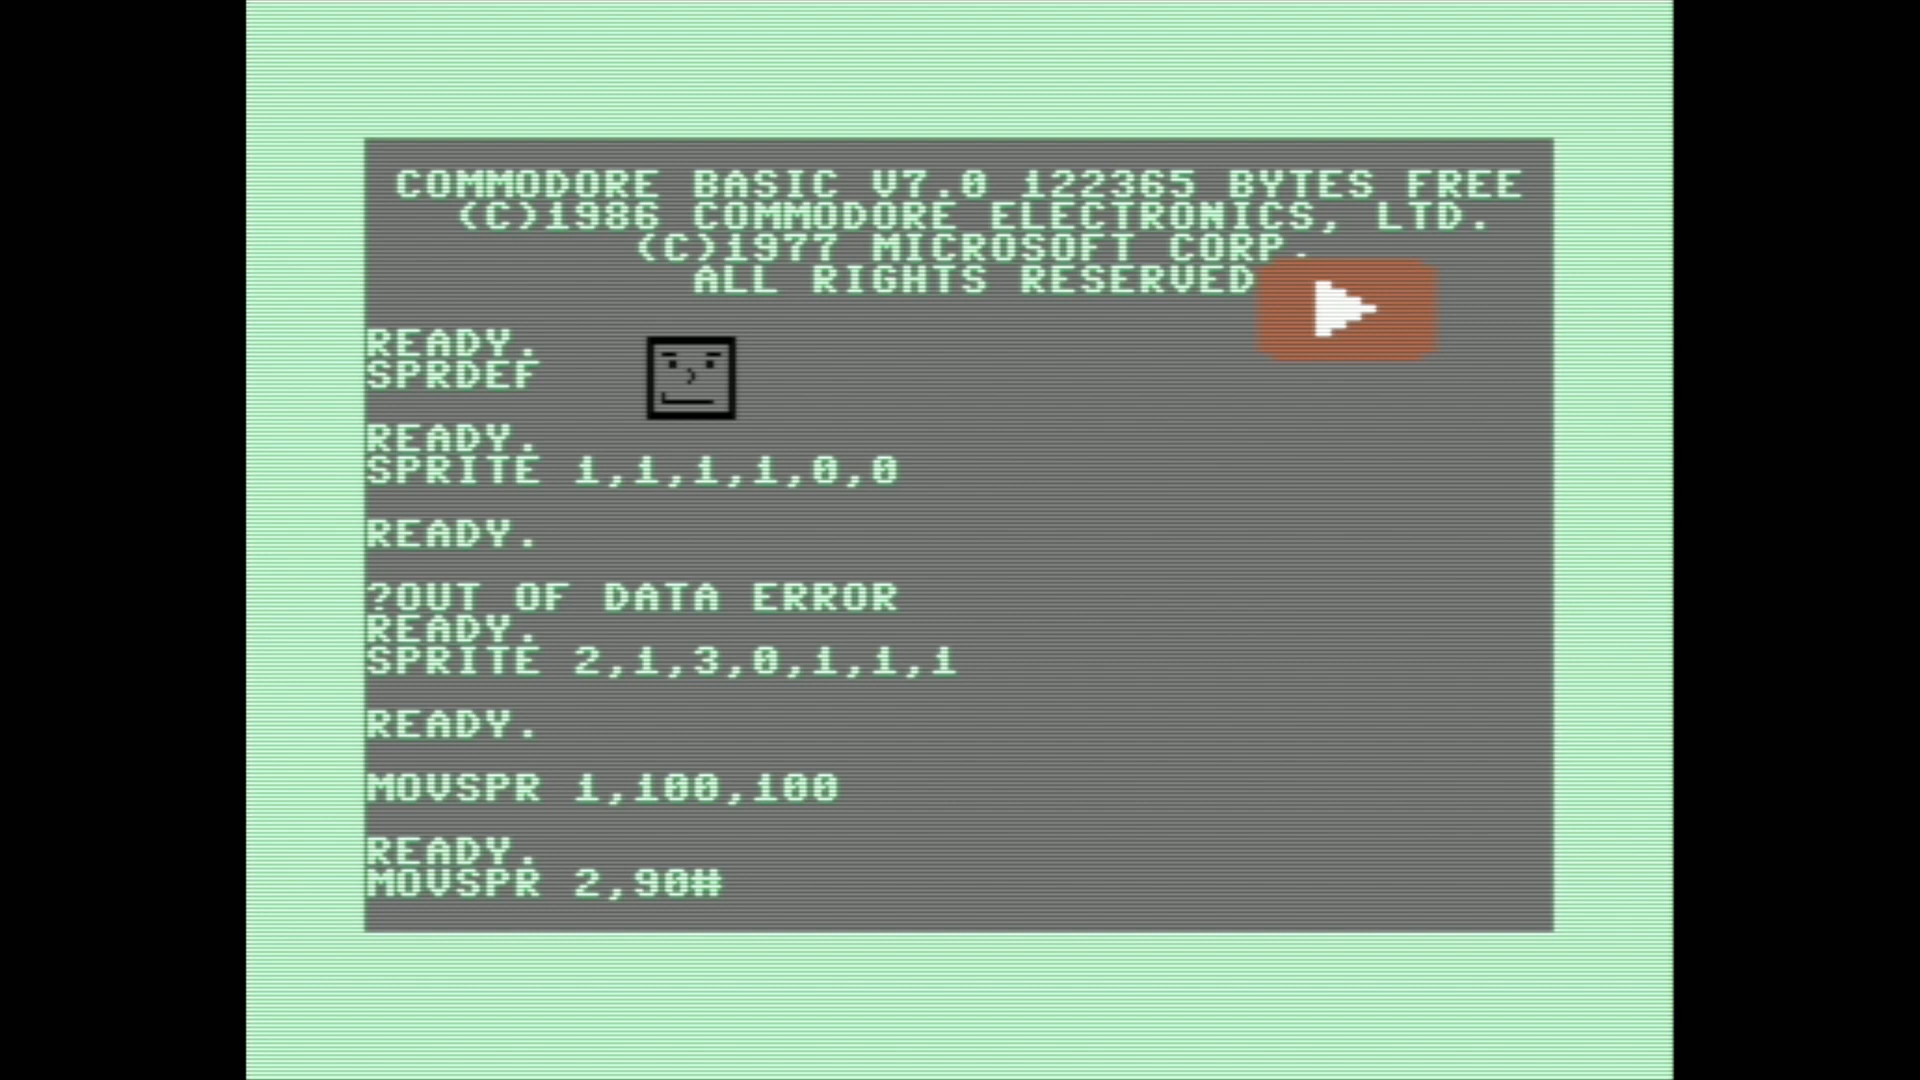 COMMODORE BASIC V7.0 122365 BYTES FREE
(C)1986 COMMODORE ELECTRONICS, LTD.
(C)1977 MICROSOFT CORP.
ALL RIGHTS RESERVED
READY.
SPRDEF
READY.
SPRITE 1,1,1,1,0,0
READY.
?OUT OF DATA ERROR
READY.
SPRITE 2,1,3,0,1,1,1
READY.
MOVSPR 1,100,100
READY.
MOVSPR 2,90#